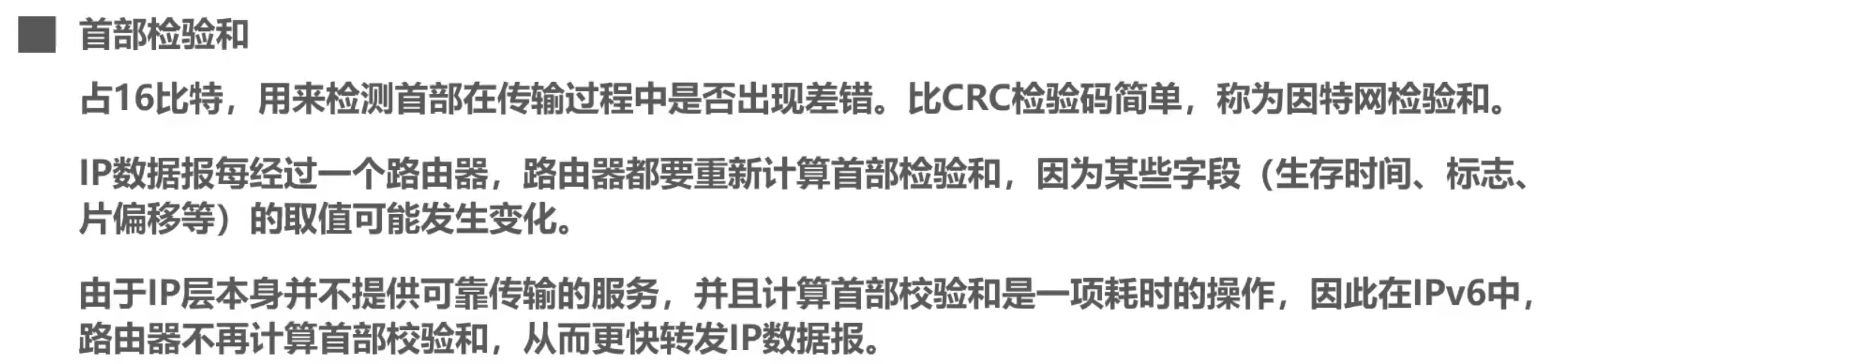 首部检验和
占16比特，用来检测首部在传输过程中是否出现差错。比CRC检验码简单，称为因特网检验和。
IP数据报每经过一个路由器，路由器都要重新计算首部检验和，因为某些字段（生存时间、标志、
片偏移等）的取值可能发生变化。
由于IP层本身并不提供可靠传输的服务，并且计算首部校验和是一项耗时的操作，因此在IPv6中，
路由器不再计算首部校验和，从而更快转发IP数据报。